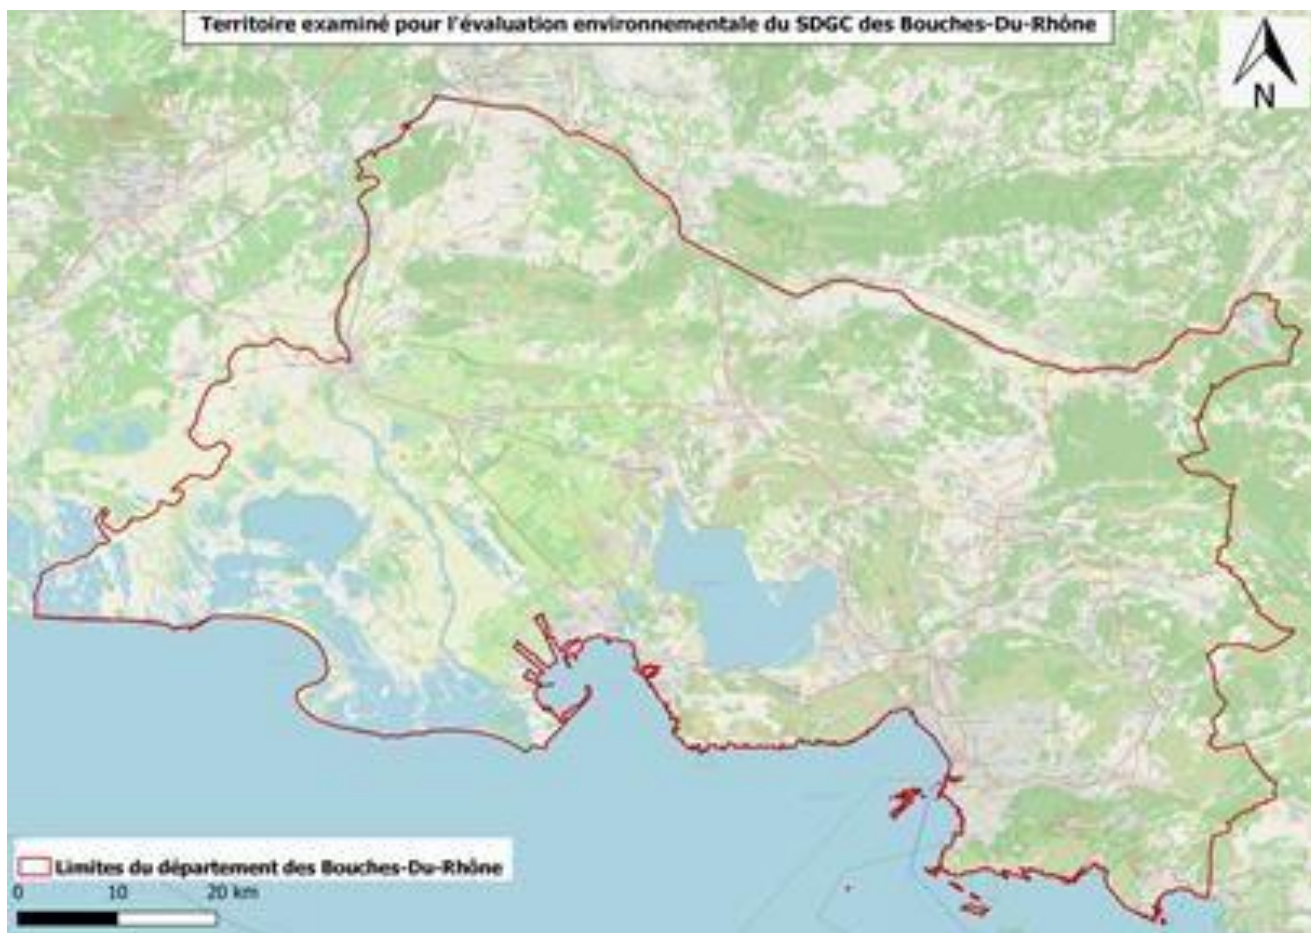 Territoire examiné pour l'évaluation environnementale du SDGC des Bouches-Du-Rhône
N
Limites du département des Bouches-Du-Rhône
0 10 20 km